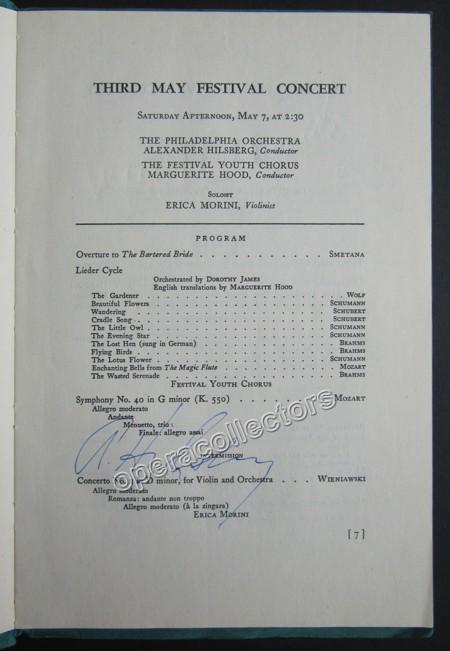 THIRD MAY FESTIVAL CONCERT
SATURDAY AFTERNOON, MAY 7, AT 2:30
THE PHILADELPHIA ORCHESTRA
ALEXANDER HILSBERG, Conductor
THE FESTIVAL YOUTH CHORUS
MARGUERITE HOOD, Conductor
SOLOIST
ERICA MORINI, Violinist
PROGRAM
Overture to The Bartered Bride . . . . . . . . . . . SMETANA
Lieder Cycle
Orchestrated by DOROTHY JAMES
English translations by MARGUERITE HOOD
The Gardener . . . . . . . . . . WOLF
Beautiful Flowers . . . . . . . . . . SCHUMANN
Wandering . . . . . . . . . . SCHUBERT
Cradle Song . . . . . . . . . . SCHUBERT
The Little Owl . . . . . . . . . . SCHUMANN
The Evening Star . . . . . . . . . . SCHUMANN
The Lost Hen (sung in German) . . . . . . . . . . BRAHMS
Flying Birds . . . . . . . . . . BRAHMS
The Lotus Flower . . . . . . . . . . SCHUMANN
Enchanting Bells from The Magic Flute . . . . . . . . . . MOZART
The Wasted Serenade . . . . . . . . . . BRAHMS
FESTIVAL YOUTH CHORUS
Symphony No. 40 in G minor (K. 550) . . . . . . . . MOZART
Allegro moderato
Andante
Menuetto, trio
Finale: allegro assai
INTERMISSION
Concerto No. D minor, for Violin and Orchestra . . . WIENIAWSKI
Allegro moderato
Romanza: andante non troppo
Allegro moderato (à la zingara)
ERICA MORINI
[ 7 ]
operacollectors